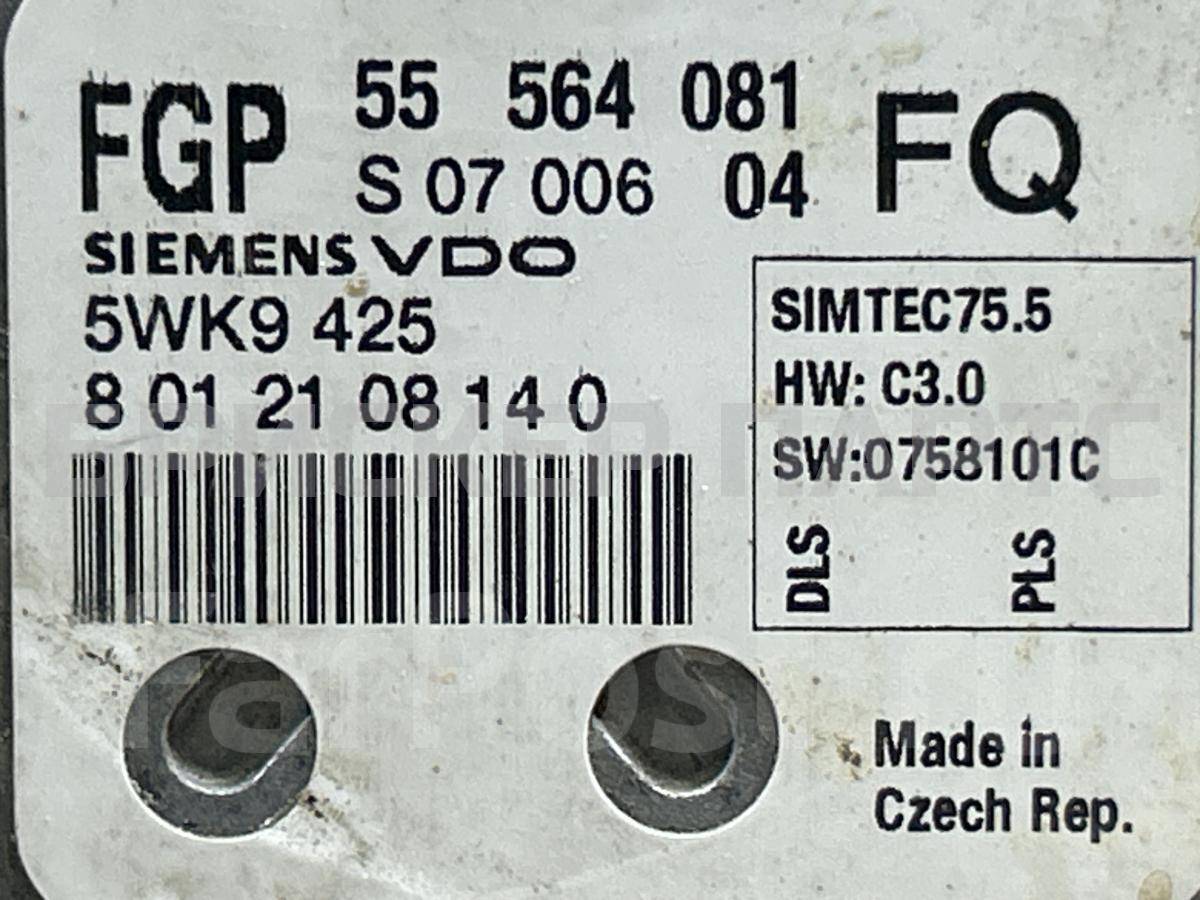 FGP 55 564 081 FQ
S 07 006 04
SIEMENS VDO
5WK9 425
8 01 21 08 14 0
SIMTEC75.5
HW: C3.0
SW:0758101C
DLS PLS
Made in
Czech Rep.